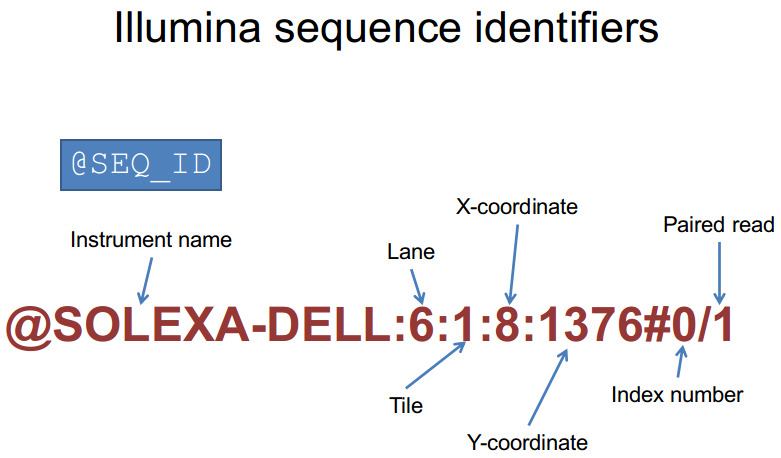 Illumina sequence identifiers
@SEQ_ID
X-coordinate
Paired read
Instrument name
Lane
@SOLEXA-DELL:6:1:8:1376#0/1
Tile
Index number
Y-coordinate